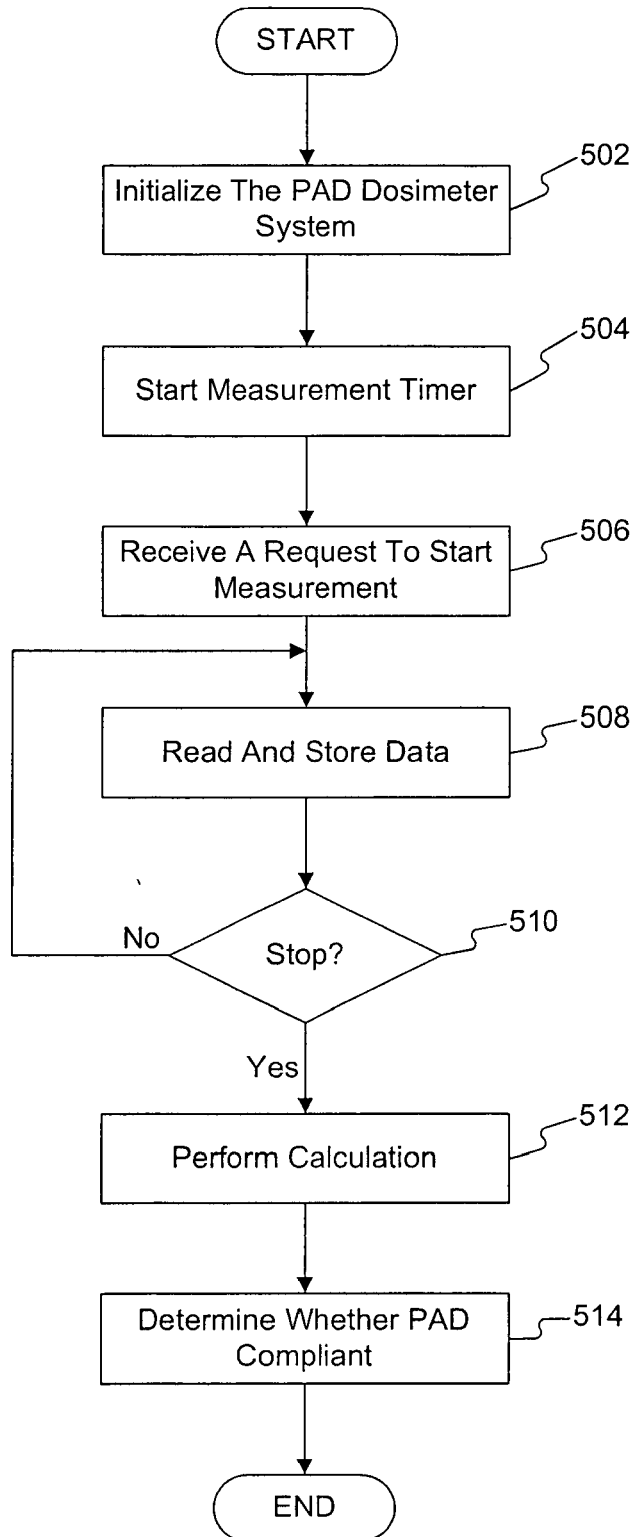 START
502
Initialize The PAD Dosimeter
System
504
Start Measurement Timer
506
Receive A Request To Start
Measurement
508
Read And Store Data
510
No
Stop?
Yes
512
Perform Calculation
514
Determine Whether PAD
Compliant
END